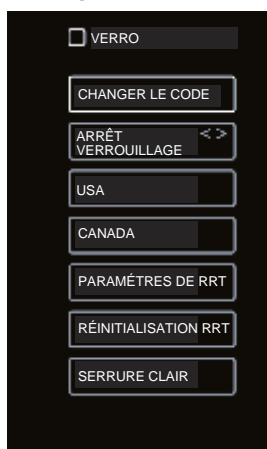 VERRO
CHANGER LE CODE
ARRÊT < >
VERROUILLAGE
USA
CANADA
PARAMÉTRES DE RRT
RÉINITIALISATION RRT
SERRURE CLAIR